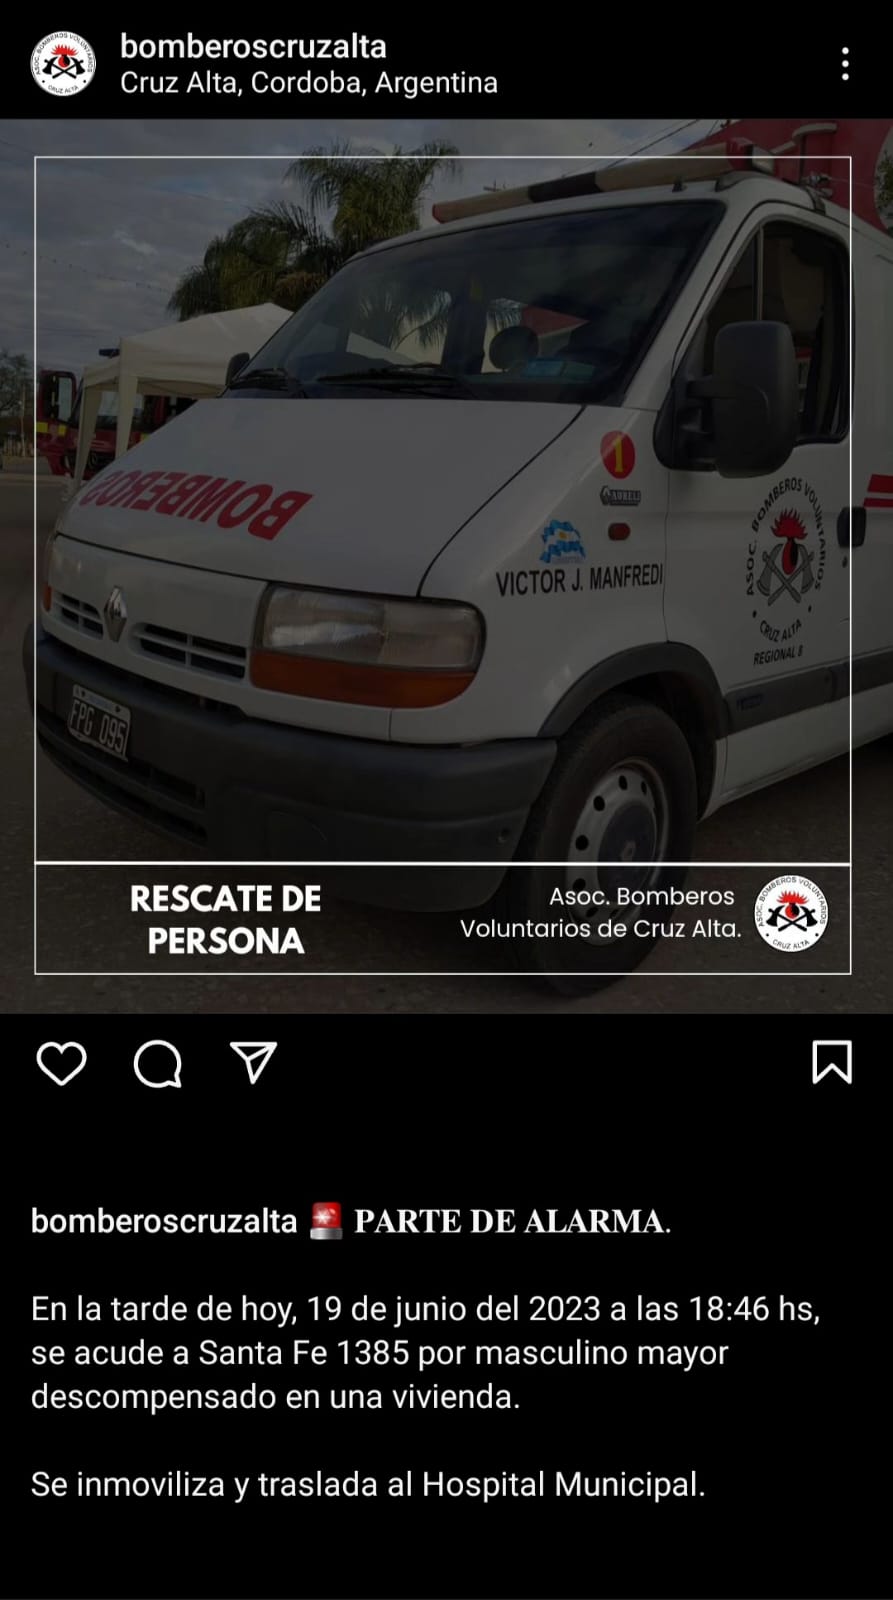 bomberoscruzalta
Cruz Alta, Cordoba, Argentina
ASOC. BOMBEROS VOLUNTARIOS
CRUZ ALTA
BOMBEROS
1
AURELI
VICTOR J. MANFREDI
ASOC. BOMBEROS VOLUNTARIOS
CRUZ ALTA
REGIONAL 8
FPG 095
RESCATE DE
PERSONA
Asoc. Bomberos
Voluntarios de Cruz Alta.
ASOC. BOMBEROS VOLUNTARIOS
CRUZ ALTA
bomberoscruzalta 🚨 PARTE DE ALARMA.
En la tarde de hoy, 19 de junio del 2023 a las 18:46 hs,
se acude a Santa Fe 1385 por masculino mayor
descompensado en una vivienda.
Se inmoviliza y traslada al Hospital Municipal.